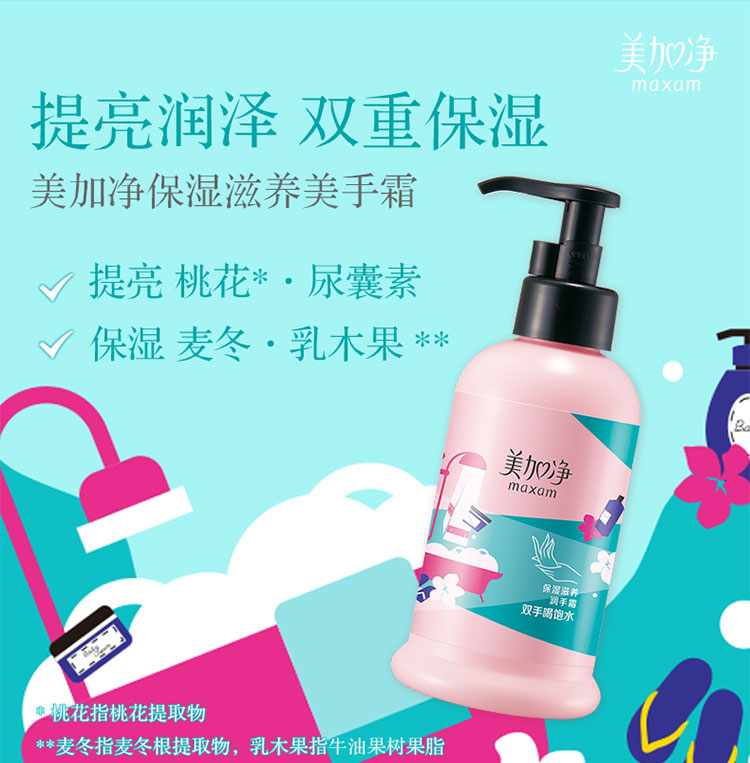 美加净
maxam
提亮润泽 双重保湿
美加净保湿滋养美手霜
提亮 桃花*·尿囊素
保湿 麦冬·乳木果 **
美加净
maxam
保湿滋养
润手霜
双手喝饱水
Body
Ba
* 桃花指桃花提取物
**麦冬指麦冬根提取物，乳木果指牛油果树果脂